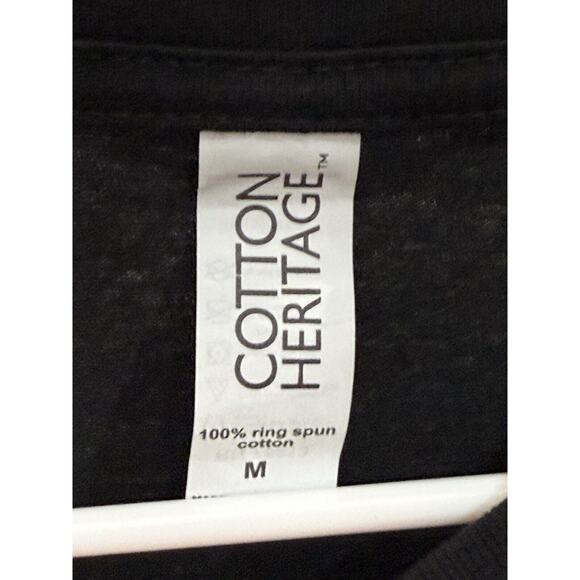 COTTON
HERITAGE™
100% ring spun
cotton
M